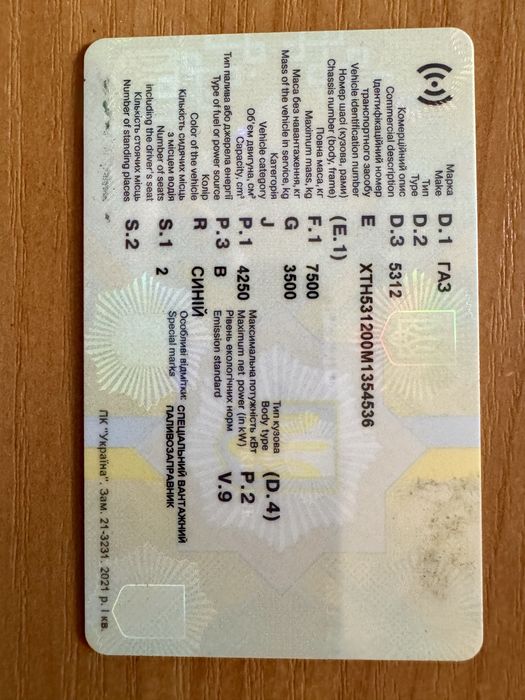 Марка
Make D.1 ГАЗ
Тип
Type D.2
Комерційний опис
Commercial description D.3 5312
Ідентифікаційний номер
транспортного засобу
Vehicle identification number E XTH531200M1354536
Номер шасі (кузова, рами)
Chassis number (body, frame) (E.1)
Повна маса, кг
Maximum mass, kg F.1 7500
Маса без навантаження, кг
Mass of the vehicle in service, kg G 3500
Категорія
Vehicle category J
Тип кузова
Body type (D.4)
Об'єм двигуна, см³
Capacity, cm³ P.1 4250
Максимальна потужність кВт
Maximum net power (in kW) P.2
Тип палива або джерела енергії
Type of fuel or power source P.3 B
Рівень екологічних норм
Emission standard V.9
Колір
Color of the vehicle R СИНІЙ
Кількість сидячих місць
з місцем водія
Number of seats
including the driver's seat S.1 2
Особливі відмітки: СПЕЦІАЛЬНИЙ ВАНТАЖНИЙ
Special marks ПАЛИВОЗАПРАВНИК
Кількість стоячих місць
Number of standing places S.2
ПК "Україна". Зам. 21-3231. 2021 р. І кв.